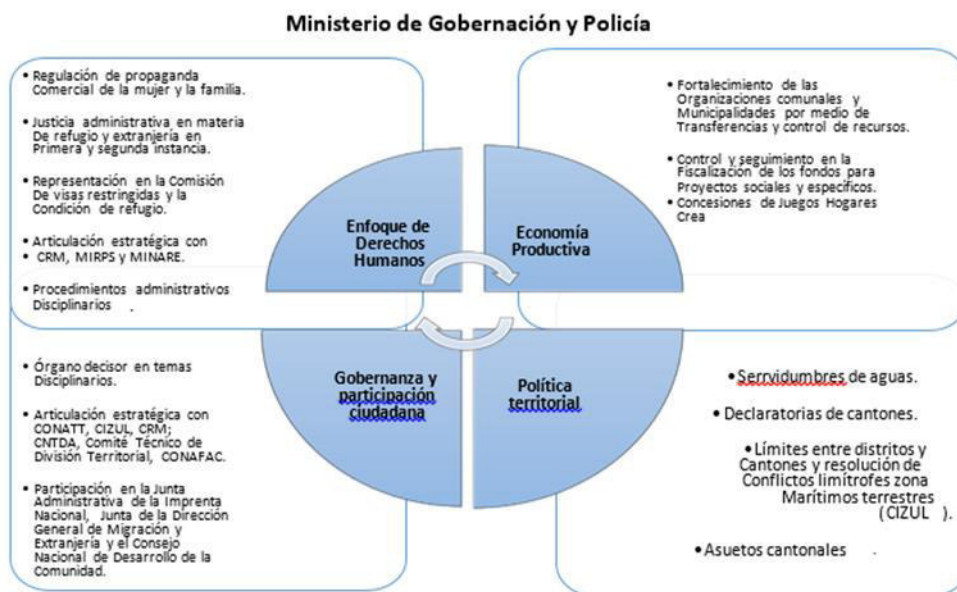 Ministerio de Gobernación y Policía
• Regulación de propaganda
Comercial de la mujer y la familia.
• Justicia administrativa en materia
De refugio y extranjería en
Primera y segunda instancia.
• Representación en la Comisión
De visas restringidas y la
Condición de refugio.
• Articulación estratégica con
• CRM, MIRPS y MINARE.
• Procedimientos administrativos
Disciplinarios .
• Fortalecimiento de las
Organizaciones comunales y
Municipalidades por medio de
Transferencias y control de recursos.
• Control y seguimiento en la
Fiscalización de los fondos para
Proyectos sociales y específicos.
• Concesiones de Juegos Hogares
Crea
Enfoque de
Derechos
Humanos
Economía
Productiva
Gobernanza y
participación
ciudadana
Política
territorial
• Órgano decisor en temas
Disciplinarios.
• Articulación estratégica con
CONATT, CIZUL, CRM;
CNTDA, Comité Técnico de
División Territorial, CONAFAC.
• Participación en la Junta
Administrativa de la Imprenta
Nacional, Junta de la Dirección
General de Migración y
Extranjería y el Consejo
Nacional de Desarrollo de la
Comunidad.
• Serrvidumbres de aguas.
• Declaratorias de cantones.
• Límites entre distritos y
Cantones y resolución de
Conflictos limítrofes zona
Marítimos terrestres
(CIZUL ).
• Asuetos cantonales .